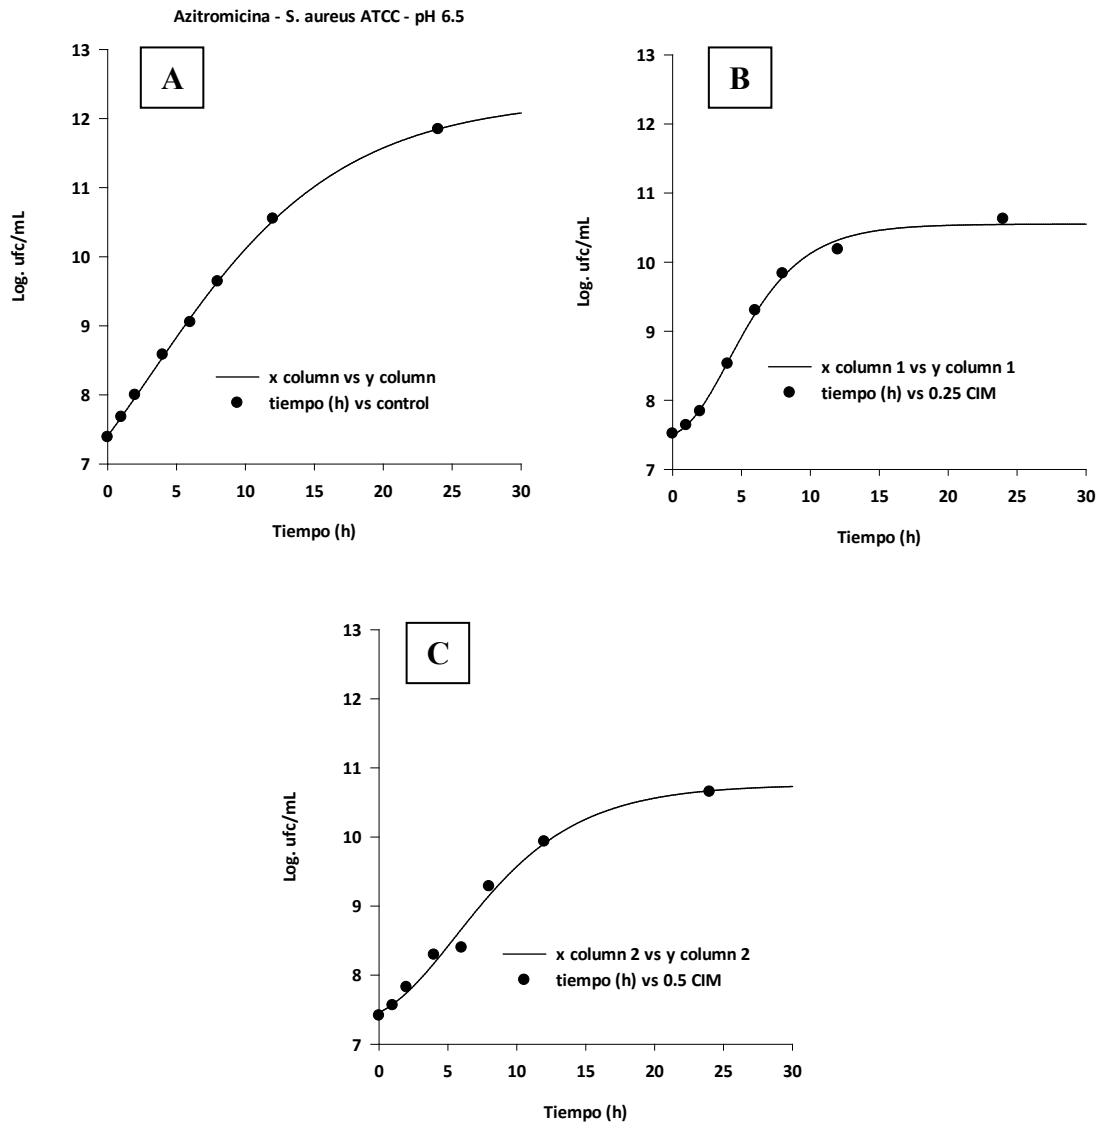 Azitromicina - S. aureus ATCC - pH 6.5
A
13
12
11
10
9
8
7
Log. ufc/mL
x column vs y column
tiempo (h) vs control
0 5 10 15 20 25 30
Tiempo (h)
B
13
12
11
10
9
8
7
Log. ufc/mL
x column 1 vs y column 1
tiempo (h) vs 0.25 CIM
0 5 10 15 20 25 30
Tiempo (h)
C
13
12
11
10
9
8
7
Log. ufc/mL
x column 2 vs y column 2
tiempo (h) vs 0.5 CIM
0 5 10 15 20 25 30
Tiempo (h)